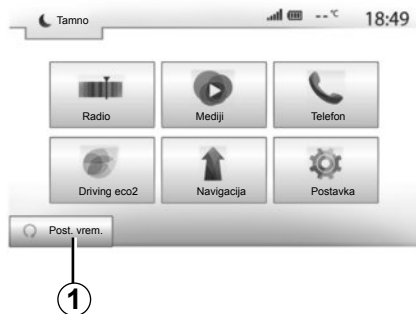 Tamno
--°C
18:49
Radio
Mediji
Telefon
Driving eco2
Navigacija
Postavka
Post. vrem.
1